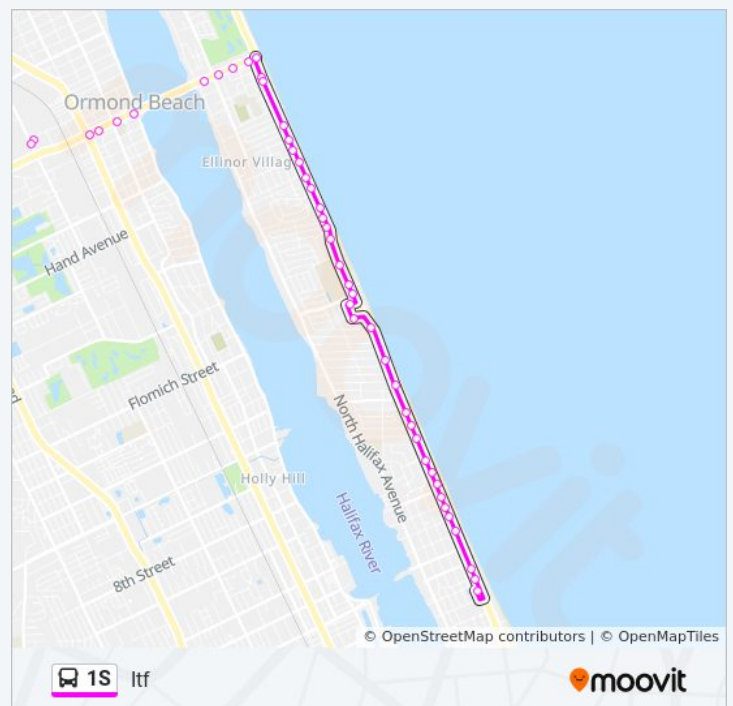 Ormond Beach
Ellinor Villag
Hand Avenue
Flomich Street
North Halifax Avenue
Holly Hill
Halifax River
8th Street
© OpenStreetMap contributors | © OpenMapTiles
1S ltf
moovit